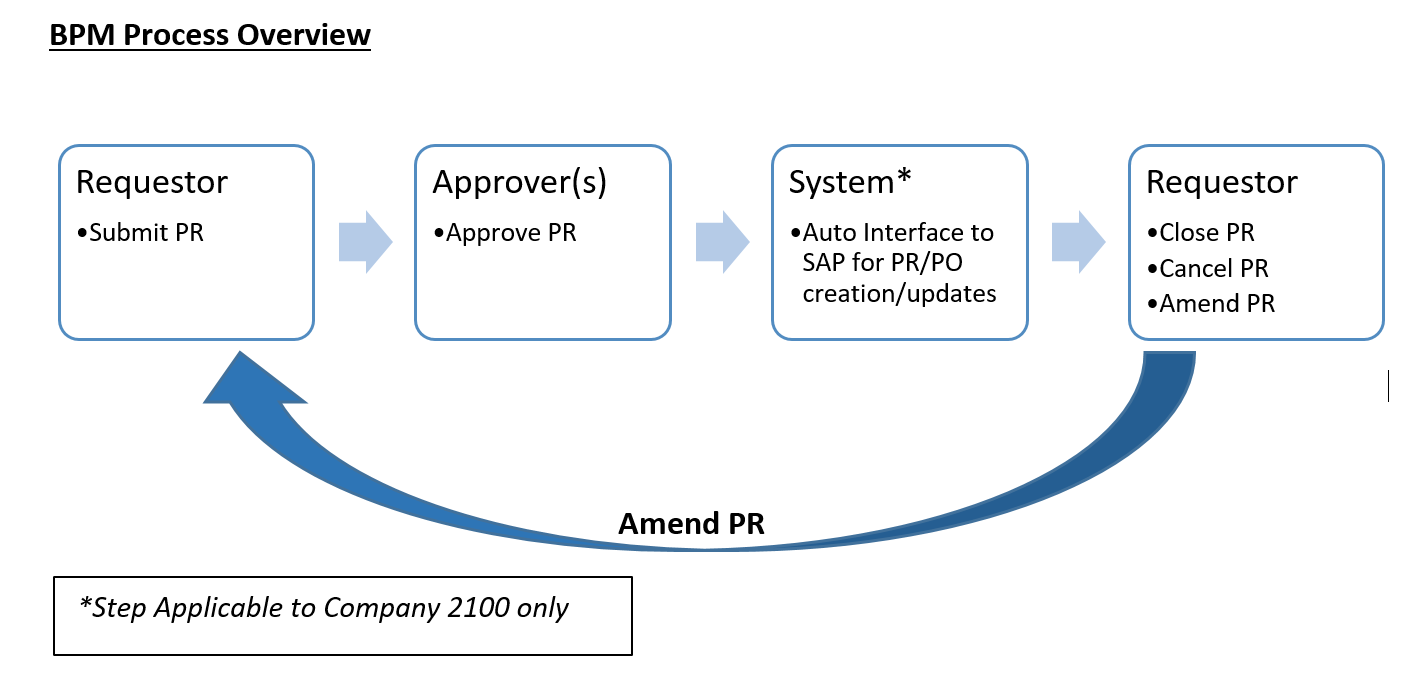 BPM Process Overview
Requestor
•Submit PR
Approver(s)
•Approve PR
System*
•Auto Interface to
SAP for PR/PO
creation/updates
Requestor
•Close PR
•Cancel PR
•Amend PR
Amend PR
*Step Applicable to Company 2100 only